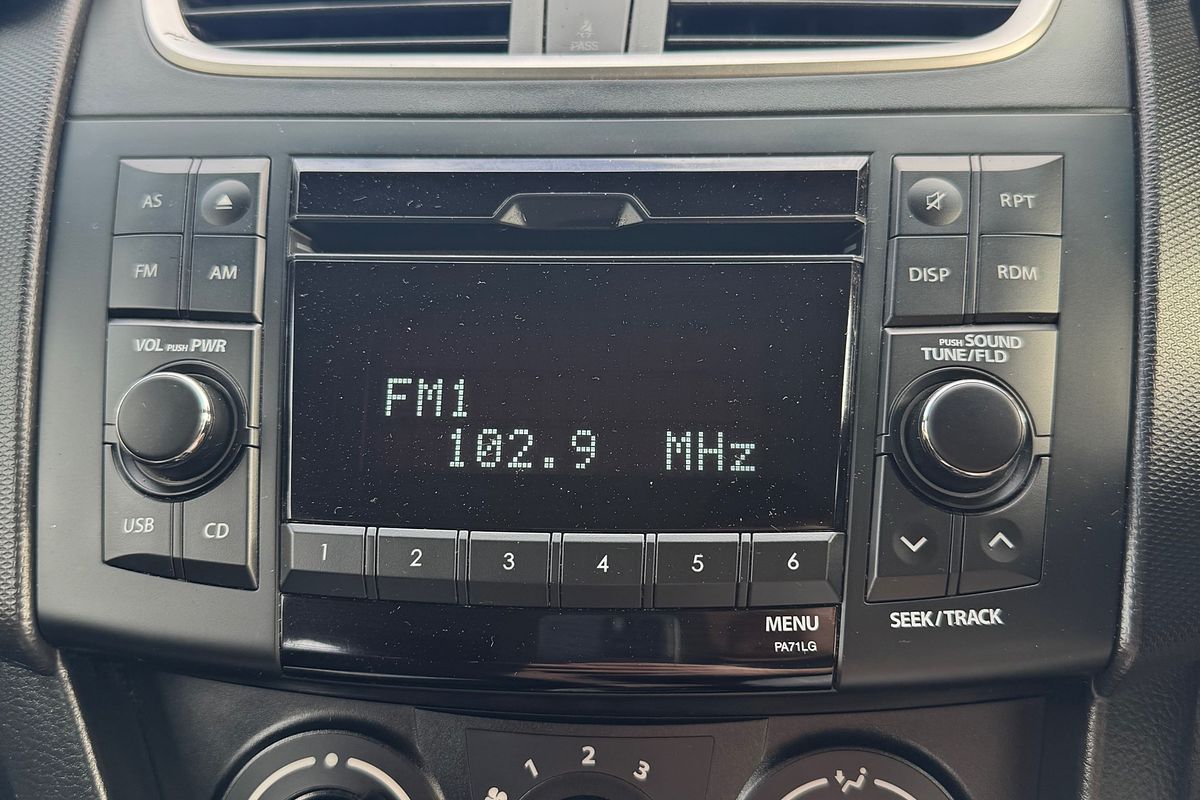 PASS
AS
FM AM
VOL PUSH PWR
USB CD
FM1
102.9 MHz
1 2 3 4 5 6
MENU
PA71LG
RPT
DISP RDM
PUSH SOUND
TUNE/FLD
SEEK/TRACK
1 2 3